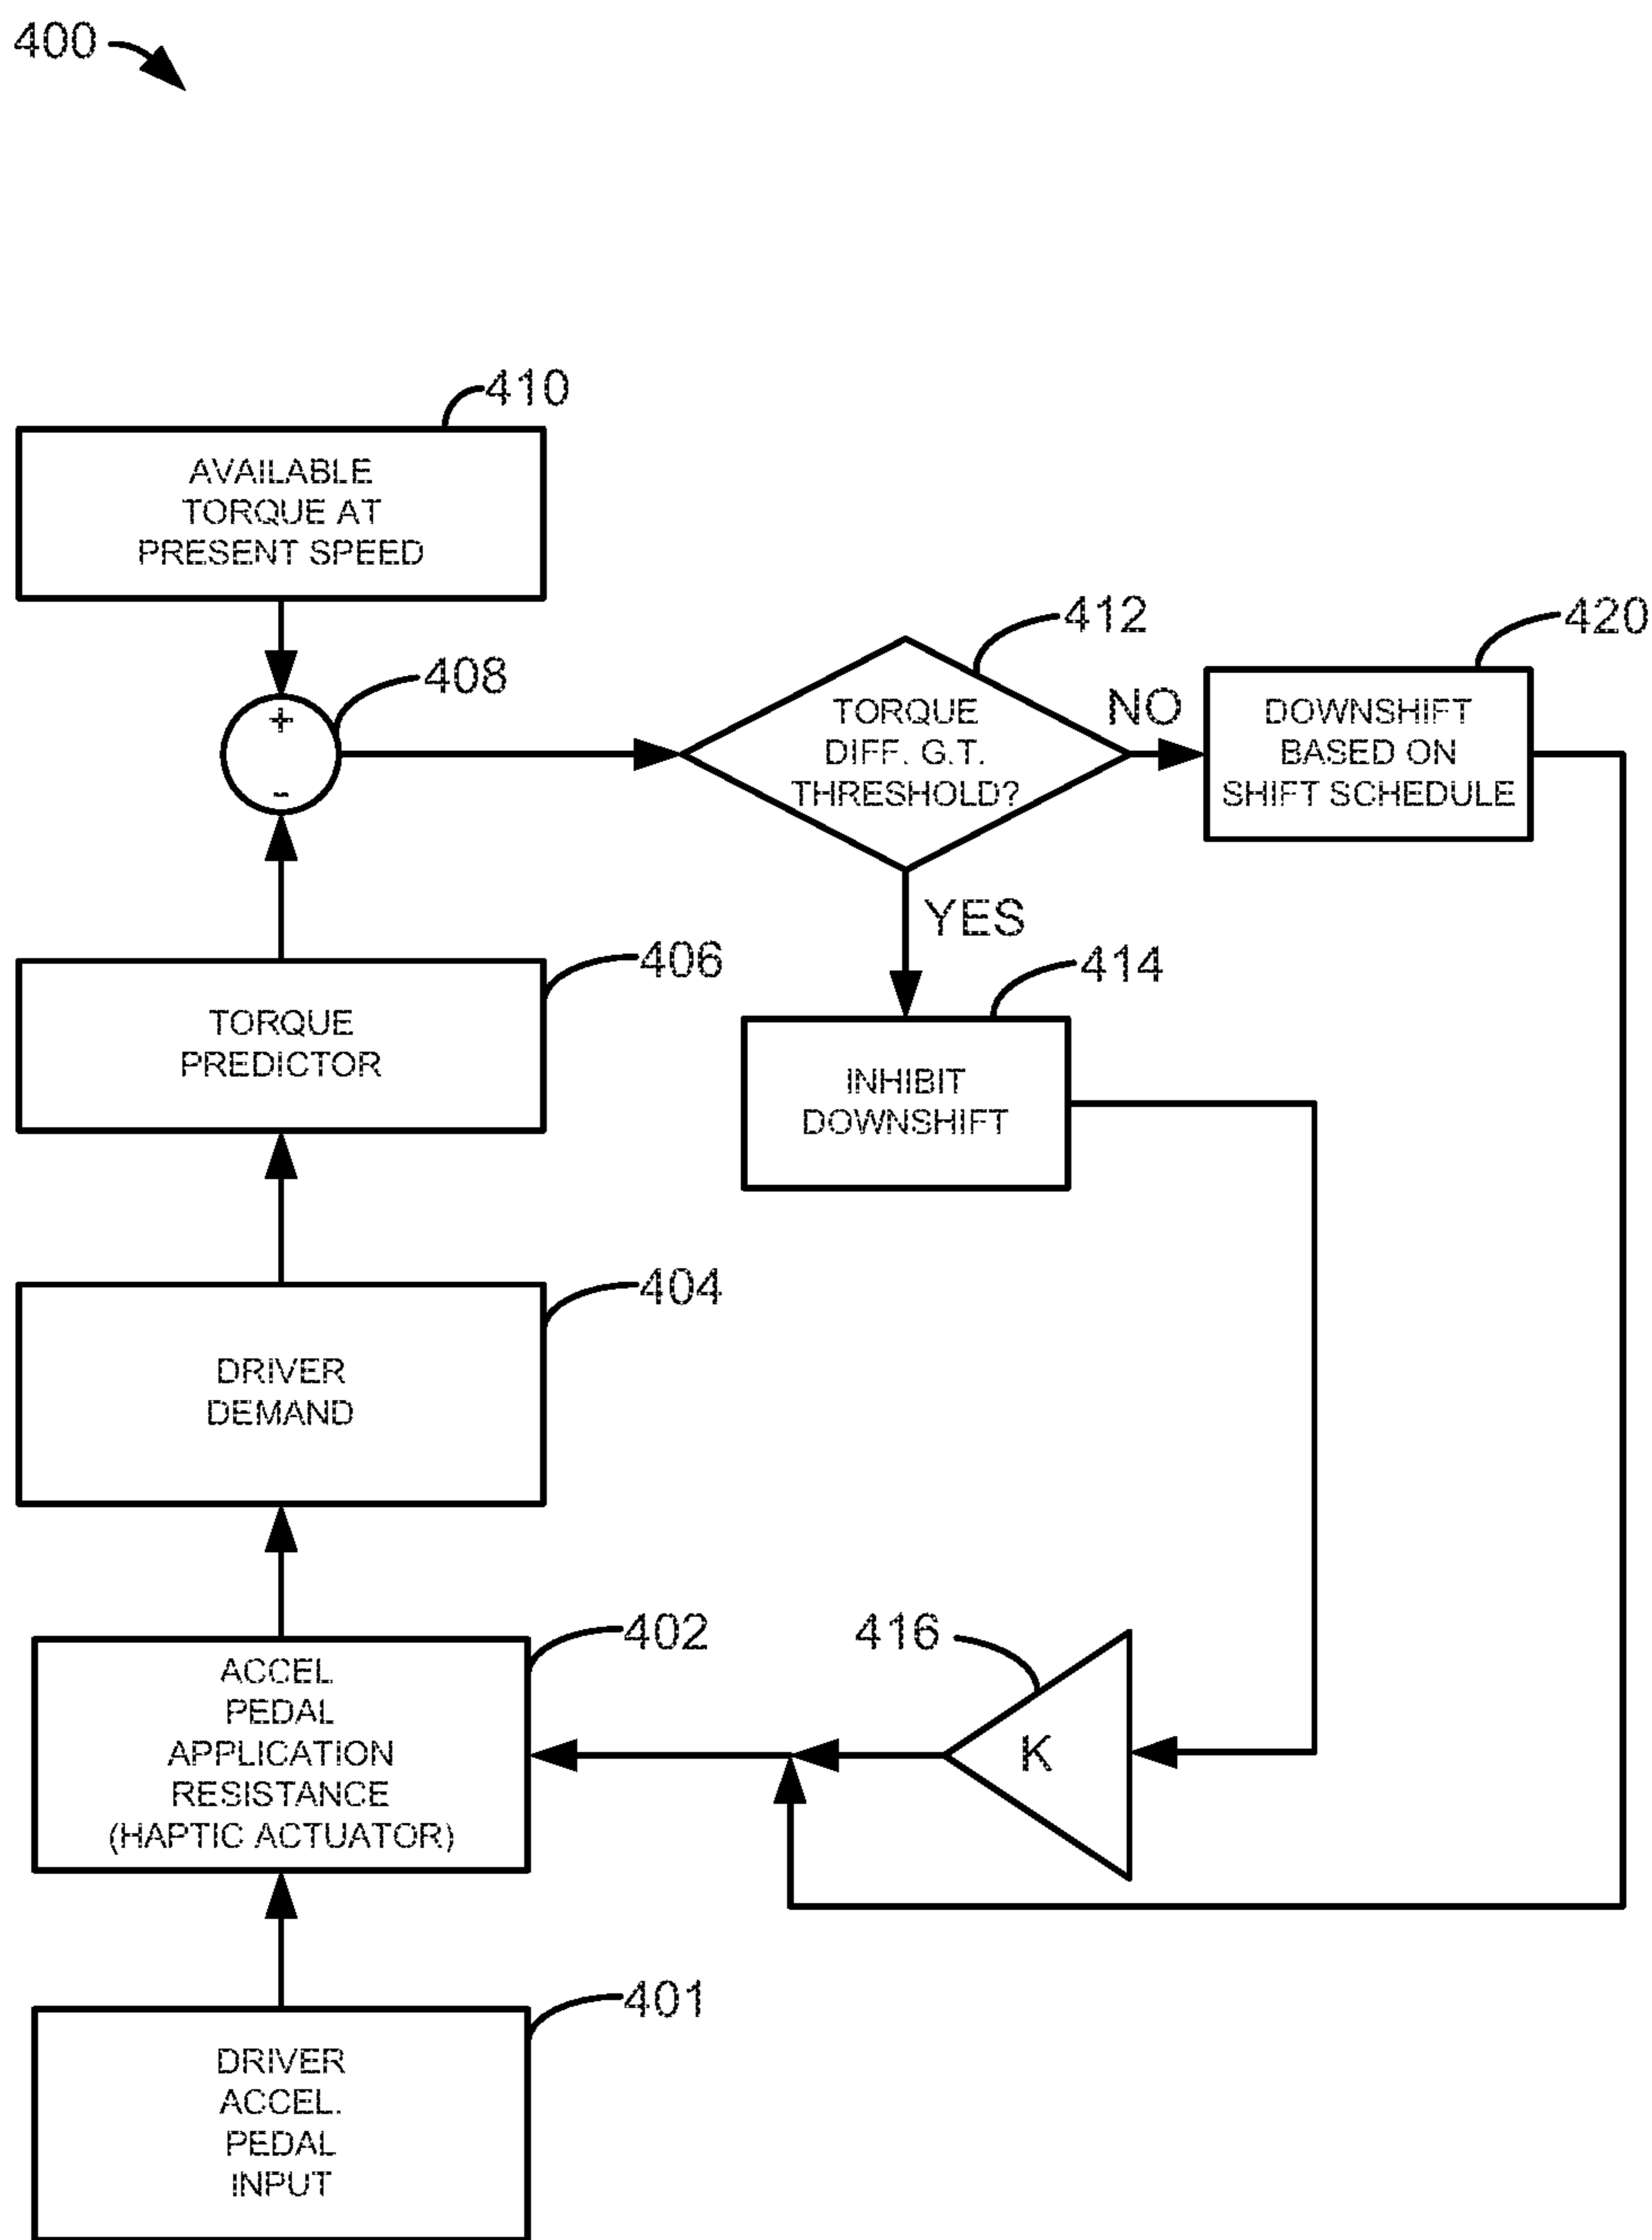 400
410
AVAILABLE
TORQUE AT
PRESENT SPEED
408
+
-
412
TORQUE
DIFF. G.T.
THRESHOLD?
NO
420
DOWNSHIFT
BASED ON
SHIFT SCHEDULE
YES
406
TORQUE
PREDICTOR
414
INHIBIT
DOWNSHIFT
404
DRIVER
DEMAND
402
ACCEL
PEDAL
APPLICATION
RESISTANCE
(HAPTIC ACTUATOR)
416
K
401
DRIVER
ACCEL.
PEDAL
INPUT